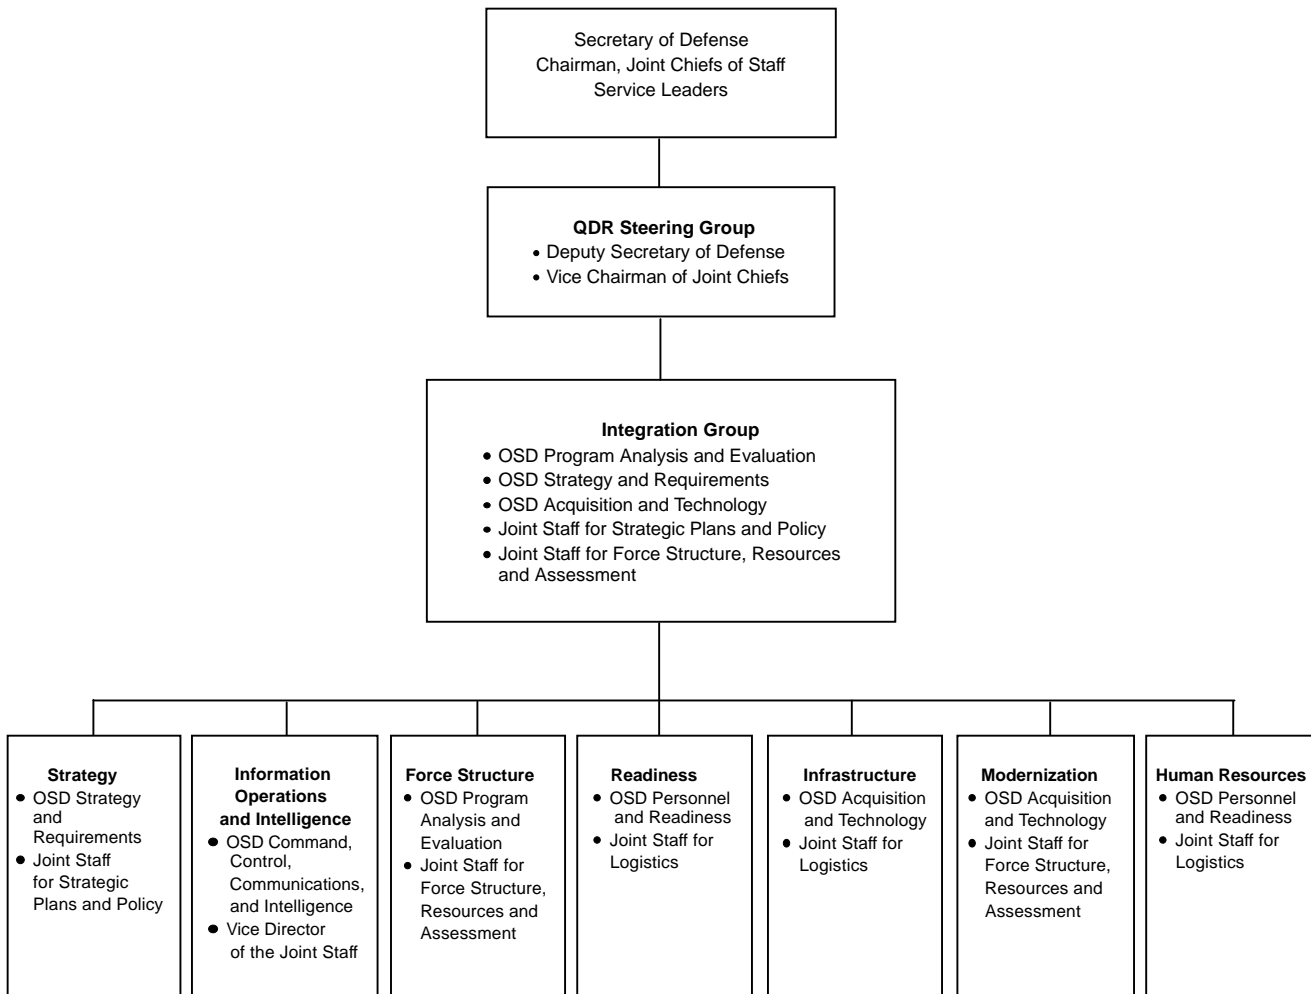 Secretary of Defense
Chairman, Joint Chiefs of Staff
Service Leaders
QDR Steering Group
• Deputy Secretary of Defense
• Vice Chairman of Joint Chiefs
Integration Group
• OSD Program Analysis and Evaluation
• OSD Strategy and Requirements
• OSD Acquisition and Technology
• Joint Staff for Strategic Plans and Policy
• Joint Staff for Force Structure, Resources
and Assessment
Strategy
• OSD Strategy
and
Requirements
• Joint Staff
for Strategic
Plans and Policy
Information
Operations
and Intelligence
• OSD Command,
Control,
Communications,
and Intelligence
• Vice Director
of the Joint Staff
Force Structure
• OSD Program
Analysis and
Evaluation
• Joint Staff for
Force Structure,
Resources and
Assessment
Readiness
• OSD Personnel
and Readiness
• Joint Staff for
Logistics
Infrastructure
• OSD Acquisition
and Technology
• Joint Staff for
Logistics
Modernization
• OSD Acquisition
and Technology
• Joint Staff for
Force Structure,
Resources and
Assessment
Human Resources
• OSD Personnel
and Readiness
• Joint Staff for
Logistics